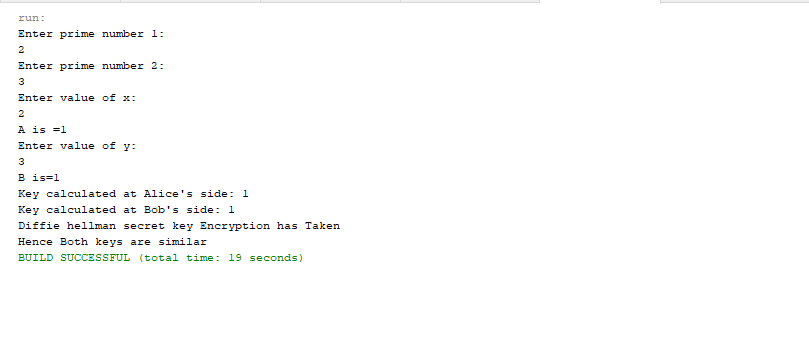 run:
Enter prime number 1:
2
Enter prime number 2:
3
Enter value of x:
2
A is =1
Enter value of y:
3
B is=1
Key calculated at Alice's side: 1
Key calculated at Bob's side: 1
Diffie hellman secret key Encryption has Taken
Hence Both keys are similar
BUILD SUCCESSFUL (total time: 19 seconds)